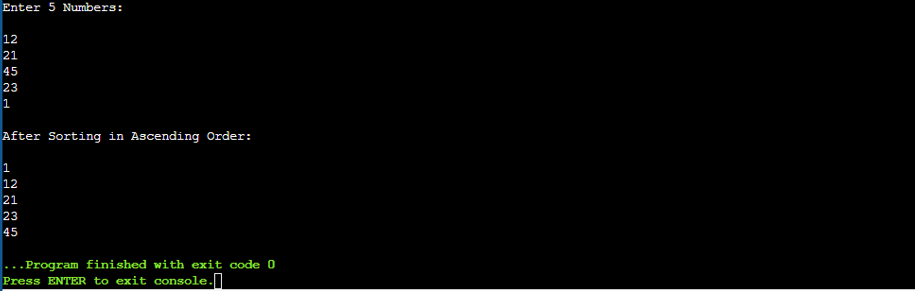 Enter 5 Numbers:
12
21
45
23
1
After Sorting in Ascending Order:
1
12
21
23
45
...Program finished with exit code 0
Press ENTER to exit console.